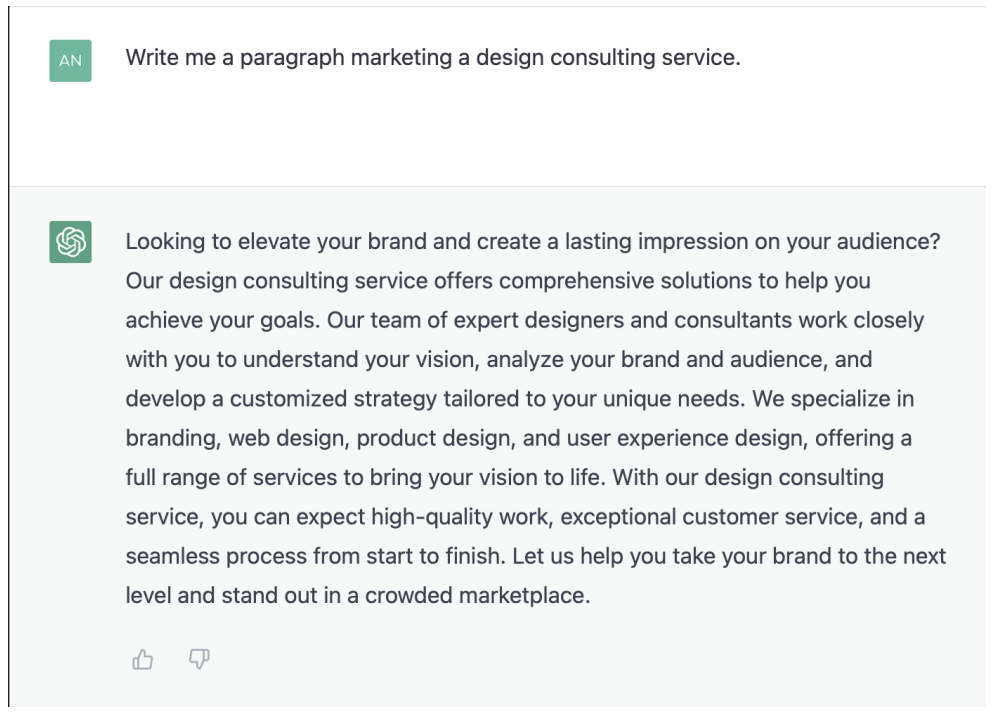 AN
Write me a paragraph marketing a design consulting service.
Looking to elevate your brand and create a lasting impression on your audience?
Our design consulting service offers comprehensive solutions to help you
achieve your goals. Our team of expert designers and consultants work closely
with you to understand your vision, analyze your brand and audience, and
develop a customized strategy tailored to your unique needs. We specialize in
branding, web design, product design, and user experience design, offering a
full range of services to bring your vision to life. With our design consulting
service, you can expect high-quality work, exceptional customer service, and a
seamless process from start to finish. Let us help you take your brand to the next
level and stand out in a crowded marketplace.